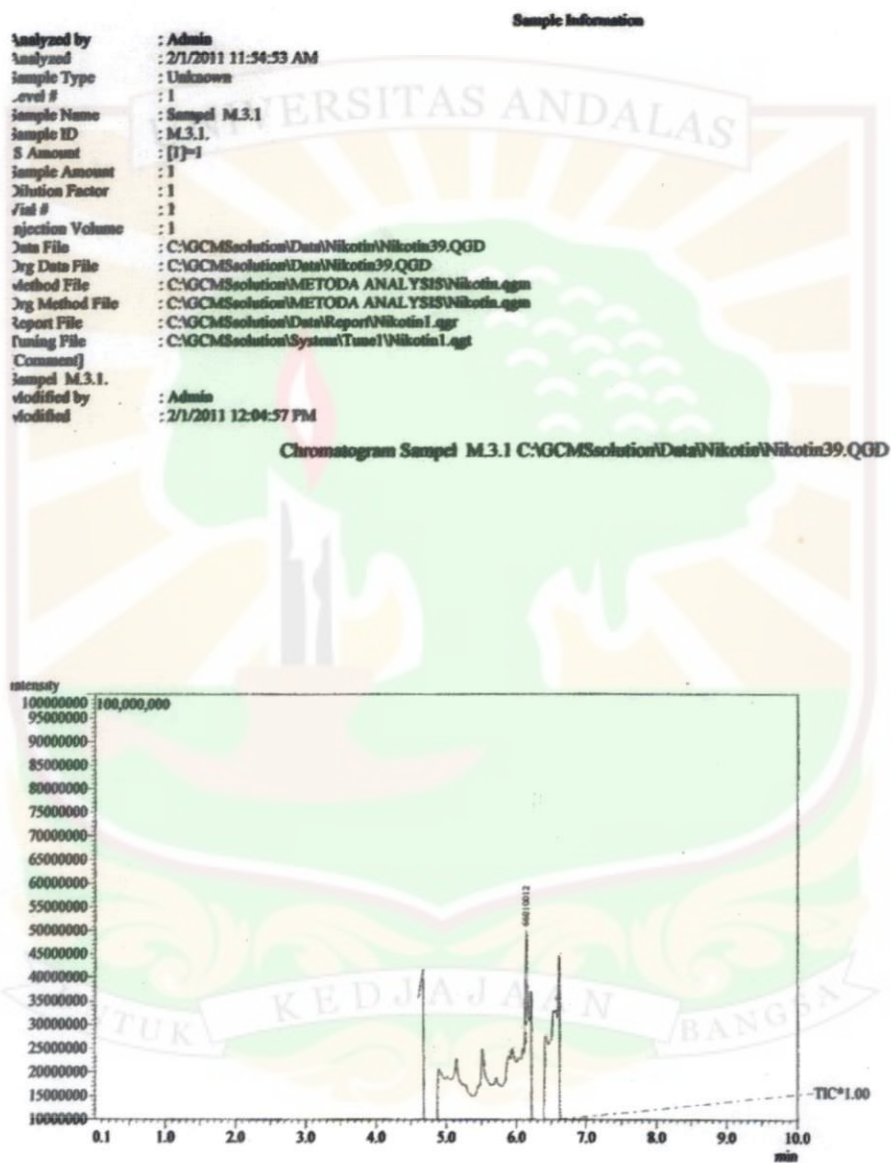 Sample Information
Analyzed by : Admin
Analyzed : 2/1/2011 11:54:53 AM
Sample Type : Unknown
Level # : 1
Sample Name : Sampel M.3.1
Sample ID : M.3.1.
IS Amount : [1]=1
Sample Amount : 1
Dilution Factor : 1
Vial # : 1
Injection Volume : 1
Data File : C:\GCMSsolution\Data\Nikotin\Nikotin39.QGD
Org Data File : C:\GCMSsolution\Data\Nikotin39.QGD
Method File : C:\GCMSsolution\METODA ANALYSIS\Nikotin.qgm
Org Method File : C:\GCMSsolution\METODA ANALYSIS\Nikotin.qgm
Report File : C:\GCMSsolution\Data\Report\Nikotin1.qgr
Tuning File : C:\GCMSsolution\System\Tune1\Nikotin1.qgt
[Comment]
Sampel M.3.1.
Modified by : Admin
Modified : 2/1/2011 12:04:57 PM
UNIVERSITAS ANDALAS
Chromatogram Sampel M.3.1 C:\GCMSsolution\Data\Nikotin\Nikotin39.QGD
intensity
100000000 100,000,000
95000000
90000000
85000000
80000000
75000000
70000000
65000000
60000000
55000000
50000000
45000000
40000000
35000000
30000000
25000000
20000000
15000000
10000000
66010012
TIC*1.00
UNTUK KEDJAJAAN BANGSA
0.1 1.0 2.0 3.0 4.0 5.0 6.0 7.0 8.0 9.0 10.0
min